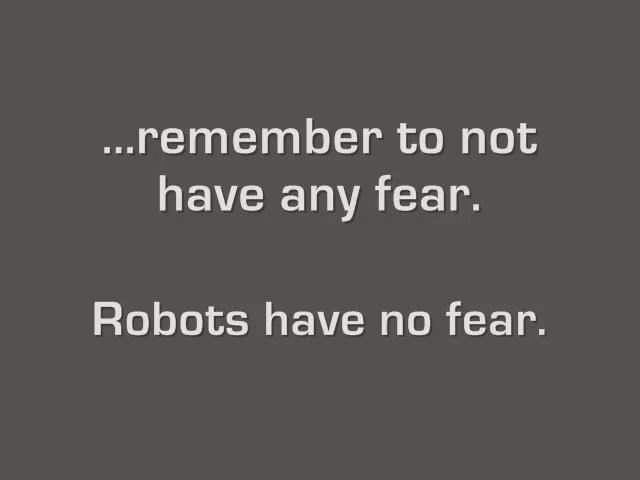 ...remember to not
have any fear.
Robots have no fear.